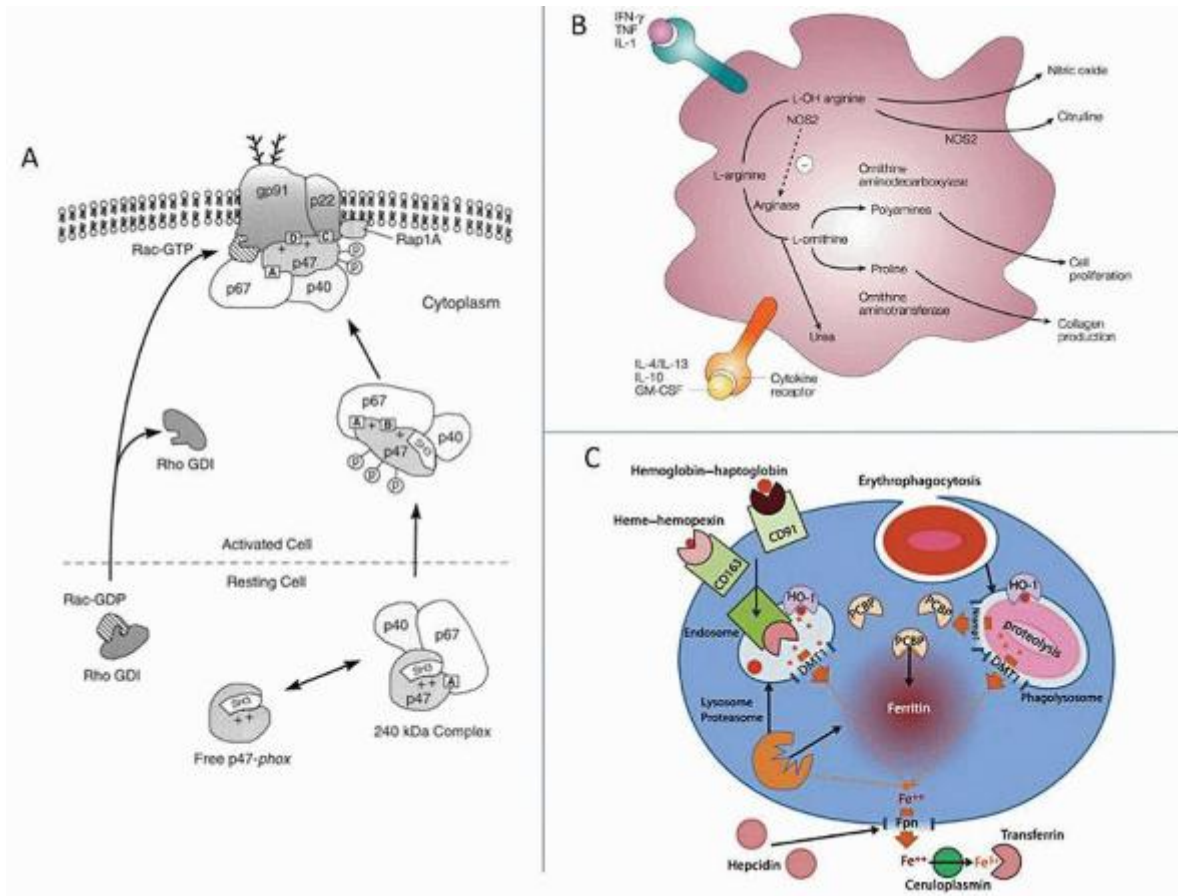 A
gp91
p22
Rac-GTP
Rap1A
D
C
+
+
p47
A
P
P
p67
p40
Cytoplasm
p67
A
+
B
+
p47
SH3
p40
P
P
P
Rho GDI
Activated Cell
Resting Cell
Rac-GDP
Rho GDI
p40
p67
SH3
++
p47
A
SH3
++
Free p47-phox
240 kDa Complex
B
IFN-γ
TNF
IL-1
L-OH arginine
NOS2
Nitric oxide
Citrulline
NOS2
L-arginine
−
Arginase
Ornithine
aminodecarboxylase
Polyamines
L-ornithine
Proline
Cell
proliferation
Ornithine
aminotransferase
Urea
Collagen
production
IL-4/IL-13
IL-10
GM-CSF
Cytokine
receptor
C
Hemoglobin–haptoglobin
Erythrophagocytosis
Heme–hemopexin
CD91
CD163
HO-1
PCBP
PCBP
HO-1
Endosome
PCBP
Nramp1
proteolysis
DMT1
DMT1
Phagolysosome
Lysosome
Proteasome
Ferritin
Fe++
Fpn
Transferrin
Hepcidin
Fe++
Fe3+
Ceruloplasmin